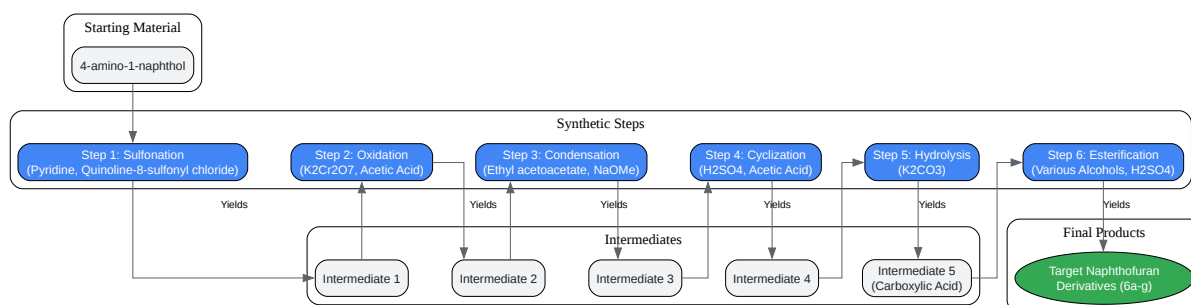 Starting Material
4-amino-1-naphthol
Synthetic Steps
Step 1: Sulfonation
(Pyridine, Quinoline-8-sulfonyl chloride)
Step 2: Oxidation
(K2Cr2O7, Acetic Acid)
Step 3: Condensation
(Ethyl acetoacetate, NaOMe)
Step 4: Cyclization
(H2SO4, Acetic Acid)
Step 5: Hydrolysis
(K2CO3)
Step 6: Esterification
(Various Alcohols, H2SO4)
Yields
Yields
Yields
Yields
Yields
Yields
Intermediates
Intermediate 1
Intermediate 2
Intermediate 3
Intermediate 4
Intermediate 5
(Carboxylic Acid)
Final Products
Target Naphthofuran
Derivatives (6a-g)